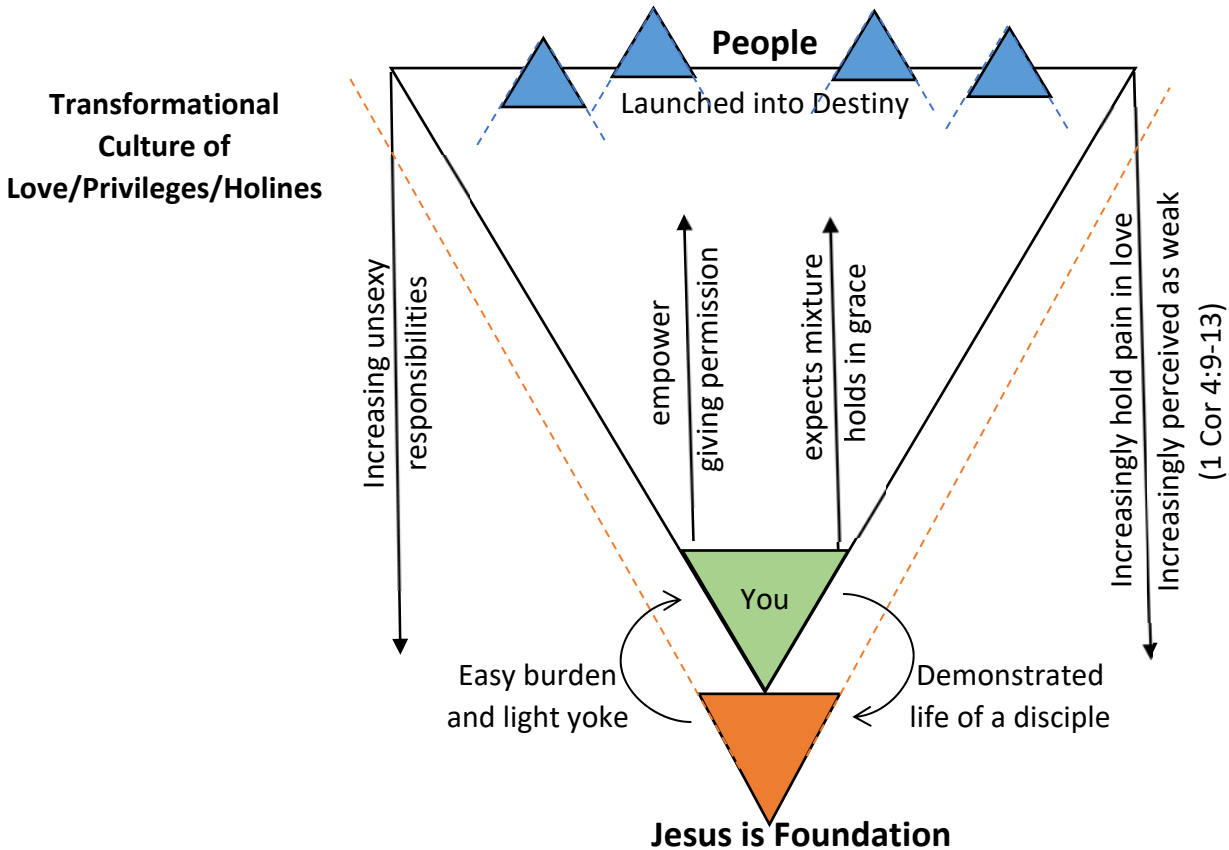 People
Launched into Destiny
Transformational
Culture of
Love/Privileges/Holines
Increasing unsexy
responsibilities
empower
giving permission
expects mixture
holds in grace
Increasingly hold pain in love
Increasingly perceived as weak
(1 Cor 4:9-13)
You
Easy burden
and light yoke
Demonstrated
life of a disciple
Jesus is Foundation